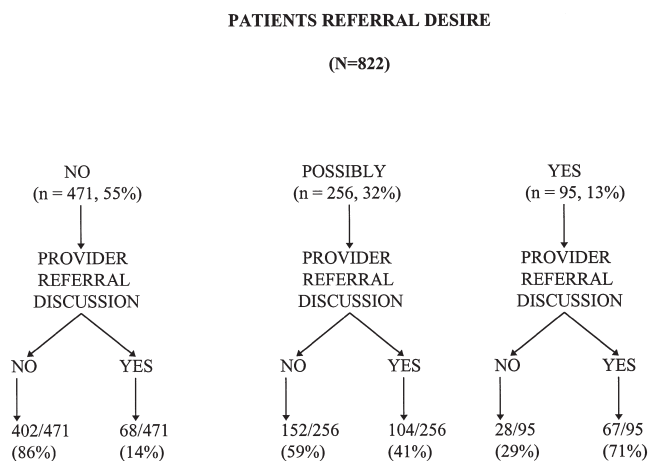 PATIENTS REFERRAL DESIRE
(N=822)
NO
(n = 471, 55%)
POSSIBLY
(n = 256, 32%)
YES
(n = 95, 13%)
PROVIDER
REFERRAL
DISCUSSION
PROVIDER
REFERRAL
DISCUSSION
PROVIDER
REFERRAL
DISCUSSION
NO
YES
NO
YES
NO
YES
402/471
(86%)
68/471
(14%)
152/256
(59%)
104/256
(41%)
28/95
(29%)
67/95
(71%)